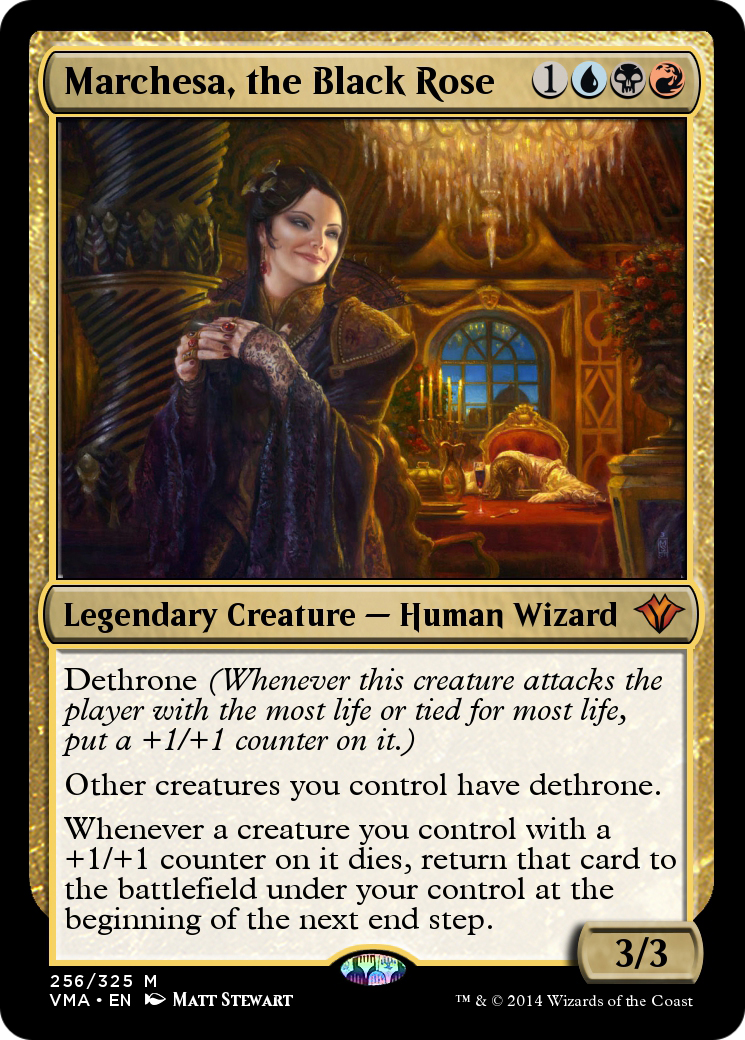 Marchesa, the Black Rose 1
Legendary Creature — Human Wizard
Dethrone (Whenever this creature attacks the
player with the most life or tied for most life,
put a +1/+1 counter on it.)
Other creatures you control have dethrone.
Whenever a creature you control with a
+1/+1 counter on it dies, return that card to
the battlefield under your control at the
beginning of the next end step.
3/3
256/325 M
VMA • EN Matt Stewart
™ & © 2014 Wizards of the Coast